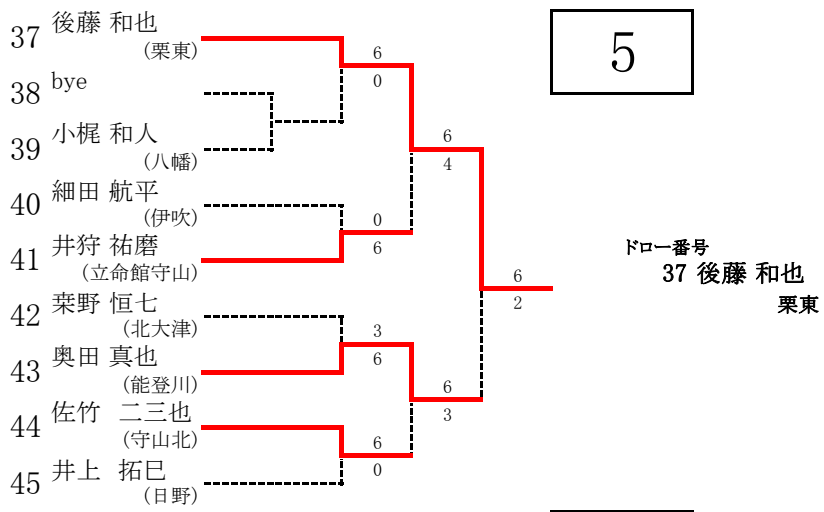 5
37 後藤 和也
(栗東)
38 bye
39 小梶 和人
(八幡)
40 細田 航平
(伊吹)
41 井狩 祐磨
(立命館守山)
42 桒野 恒七
(北大津)
43 奥田 真也
(能登川)
44 佐竹 二三也
(守山北)
45 井上 拓巳
(日野)
6
0
0
6
3
6
6
0
6
4
6
3
6
2
ドロー番号
37 後藤 和也
栗東